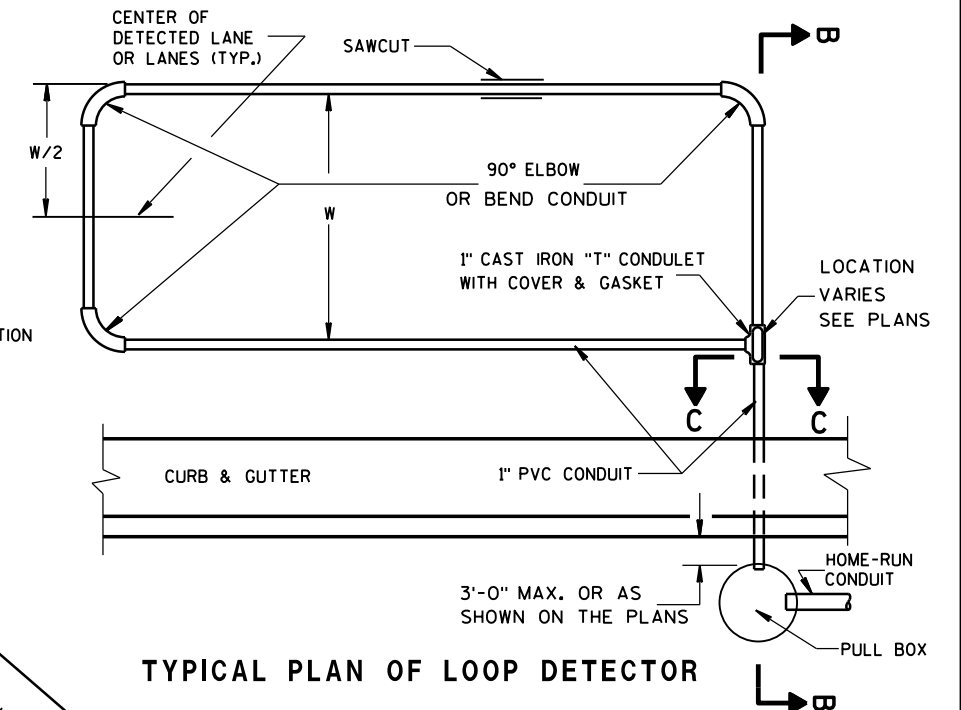 CENTER OF
DETECTED LANE
OR LANES (TYP.)
SAWCUT
B
W/2
90° ELBOW
OR BEND CONDUIT
W
1" CAST IRON "T" CONDULET
WITH COVER & GASKET
LOCATION
VARIES
SEE PLANS
TION
C
C
CURB & GUTTER
1" PVC CONDUIT
HOME-RUN
CONDUIT
3'-0" MAX. OR AS
SHOWN ON THE PLANS
PULL BOX
TYPICAL PLAN OF LOOP DETECTOR
B